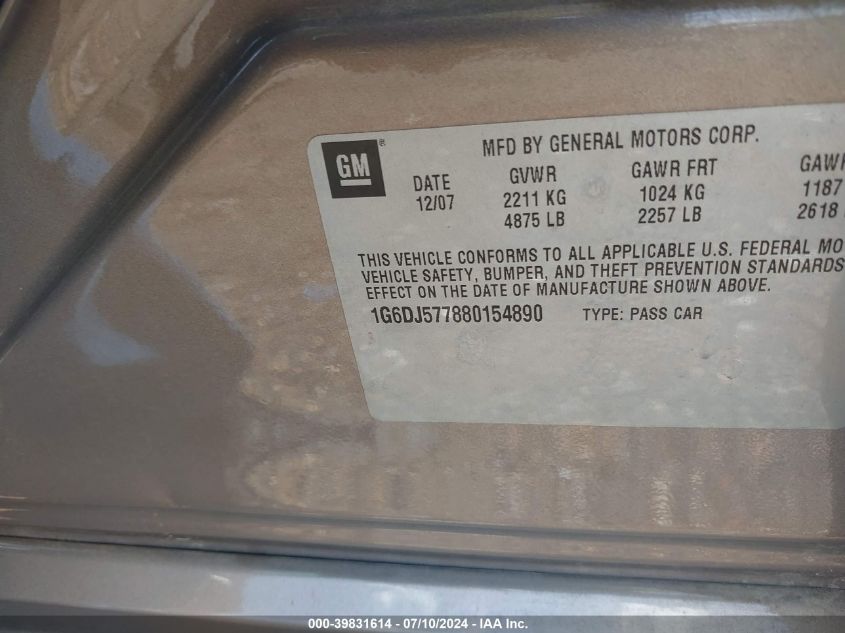 GM
MFD BY GENERAL MOTORS CORP.
DATE GVWR GAWR FRT
12/07 2211 KG 1024 KG 1187
4875 LB 2257 LB 2618
THIS VEHICLE CONFORMS TO ALL APPLICABLE U.S. FEDERAL
VEHICLE SAFETY, BUMPER, AND THEFT PREVENTION STANDARDS
EFFECT ON THE DATE OF MANUFACTURE SHOWN ABOVE.
1G6DJ577880154890 TYPE: PASS CAR
000-39831614 / 07/10/2024 - IAA Inc.